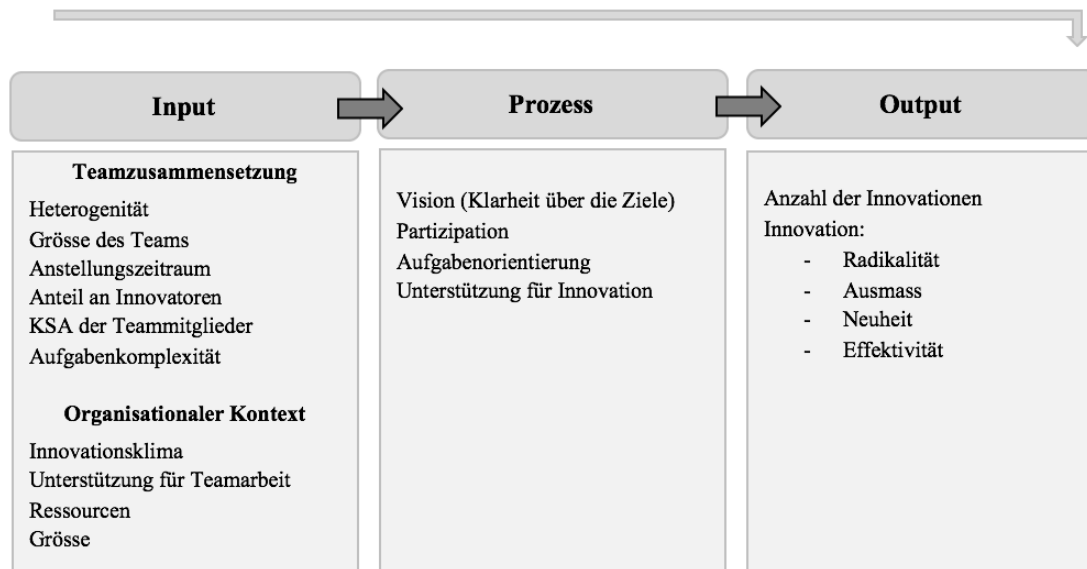 Input
Prozess
Output
Teamzusammensetzung
Heterogenität
Grösse des Teams
Anstellungszeitraum
Anteil an Innovatoren
KSA der Teammitglieder
Aufgabenkomplexität
Organisationaler Kontext
Innovationsklima
Unterstützung für Teamarbeit
Ressourcen
Grösse
Vision (Klarheit über die Ziele)
Partizipation
Aufgabenorientierung
Unterstützung für Innovation
Anzahl der Innovationen
Innovation:
- Radikalität
- Ausmass
- Neuheit
- Effektivität